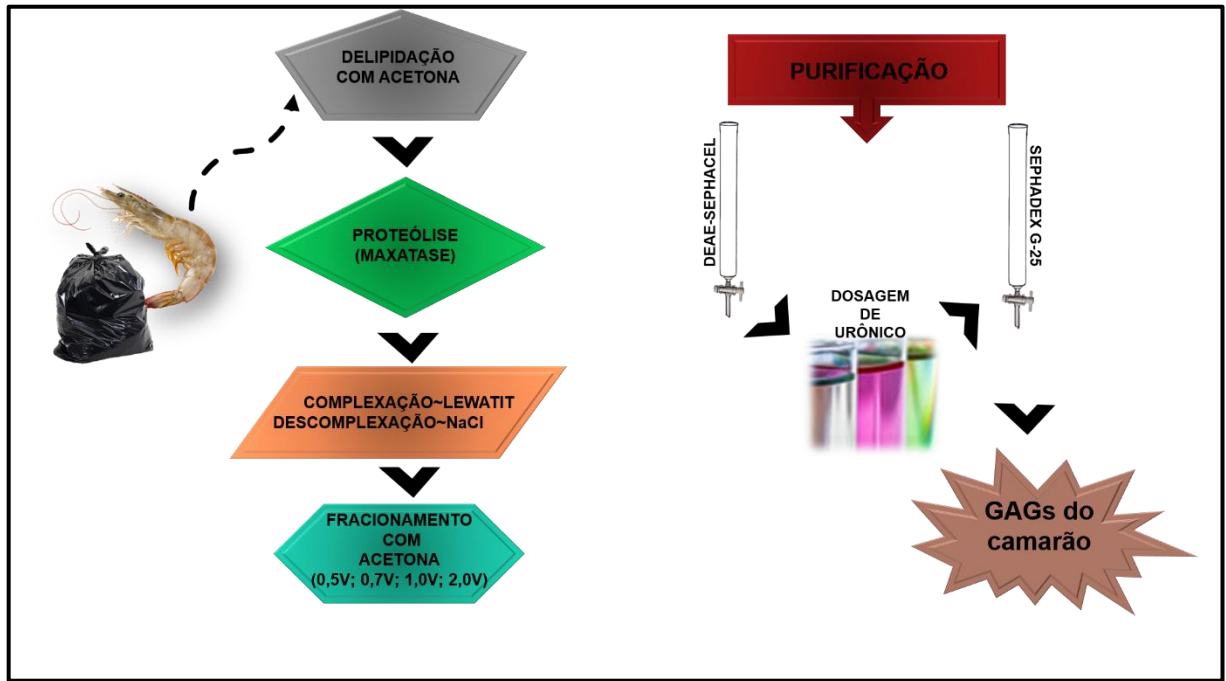 DELIPIDAÇÃO
COM ACETONA
PROTEÓLISE
(MAXATASE)
COMPLEXAÇÃO~LEWATIT
DESCOMPLEXAÇÃO~NaCl
FRACIONAMENTO
COM
ACETONA
(0,5V; 0,7V; 1,0V; 2,0V)
PURIFICAÇÃO
DEAE-SEPHACEL
DOSAGEM
DE
URÔNICO
SEPHADEX G-25
GAGs do
camarão